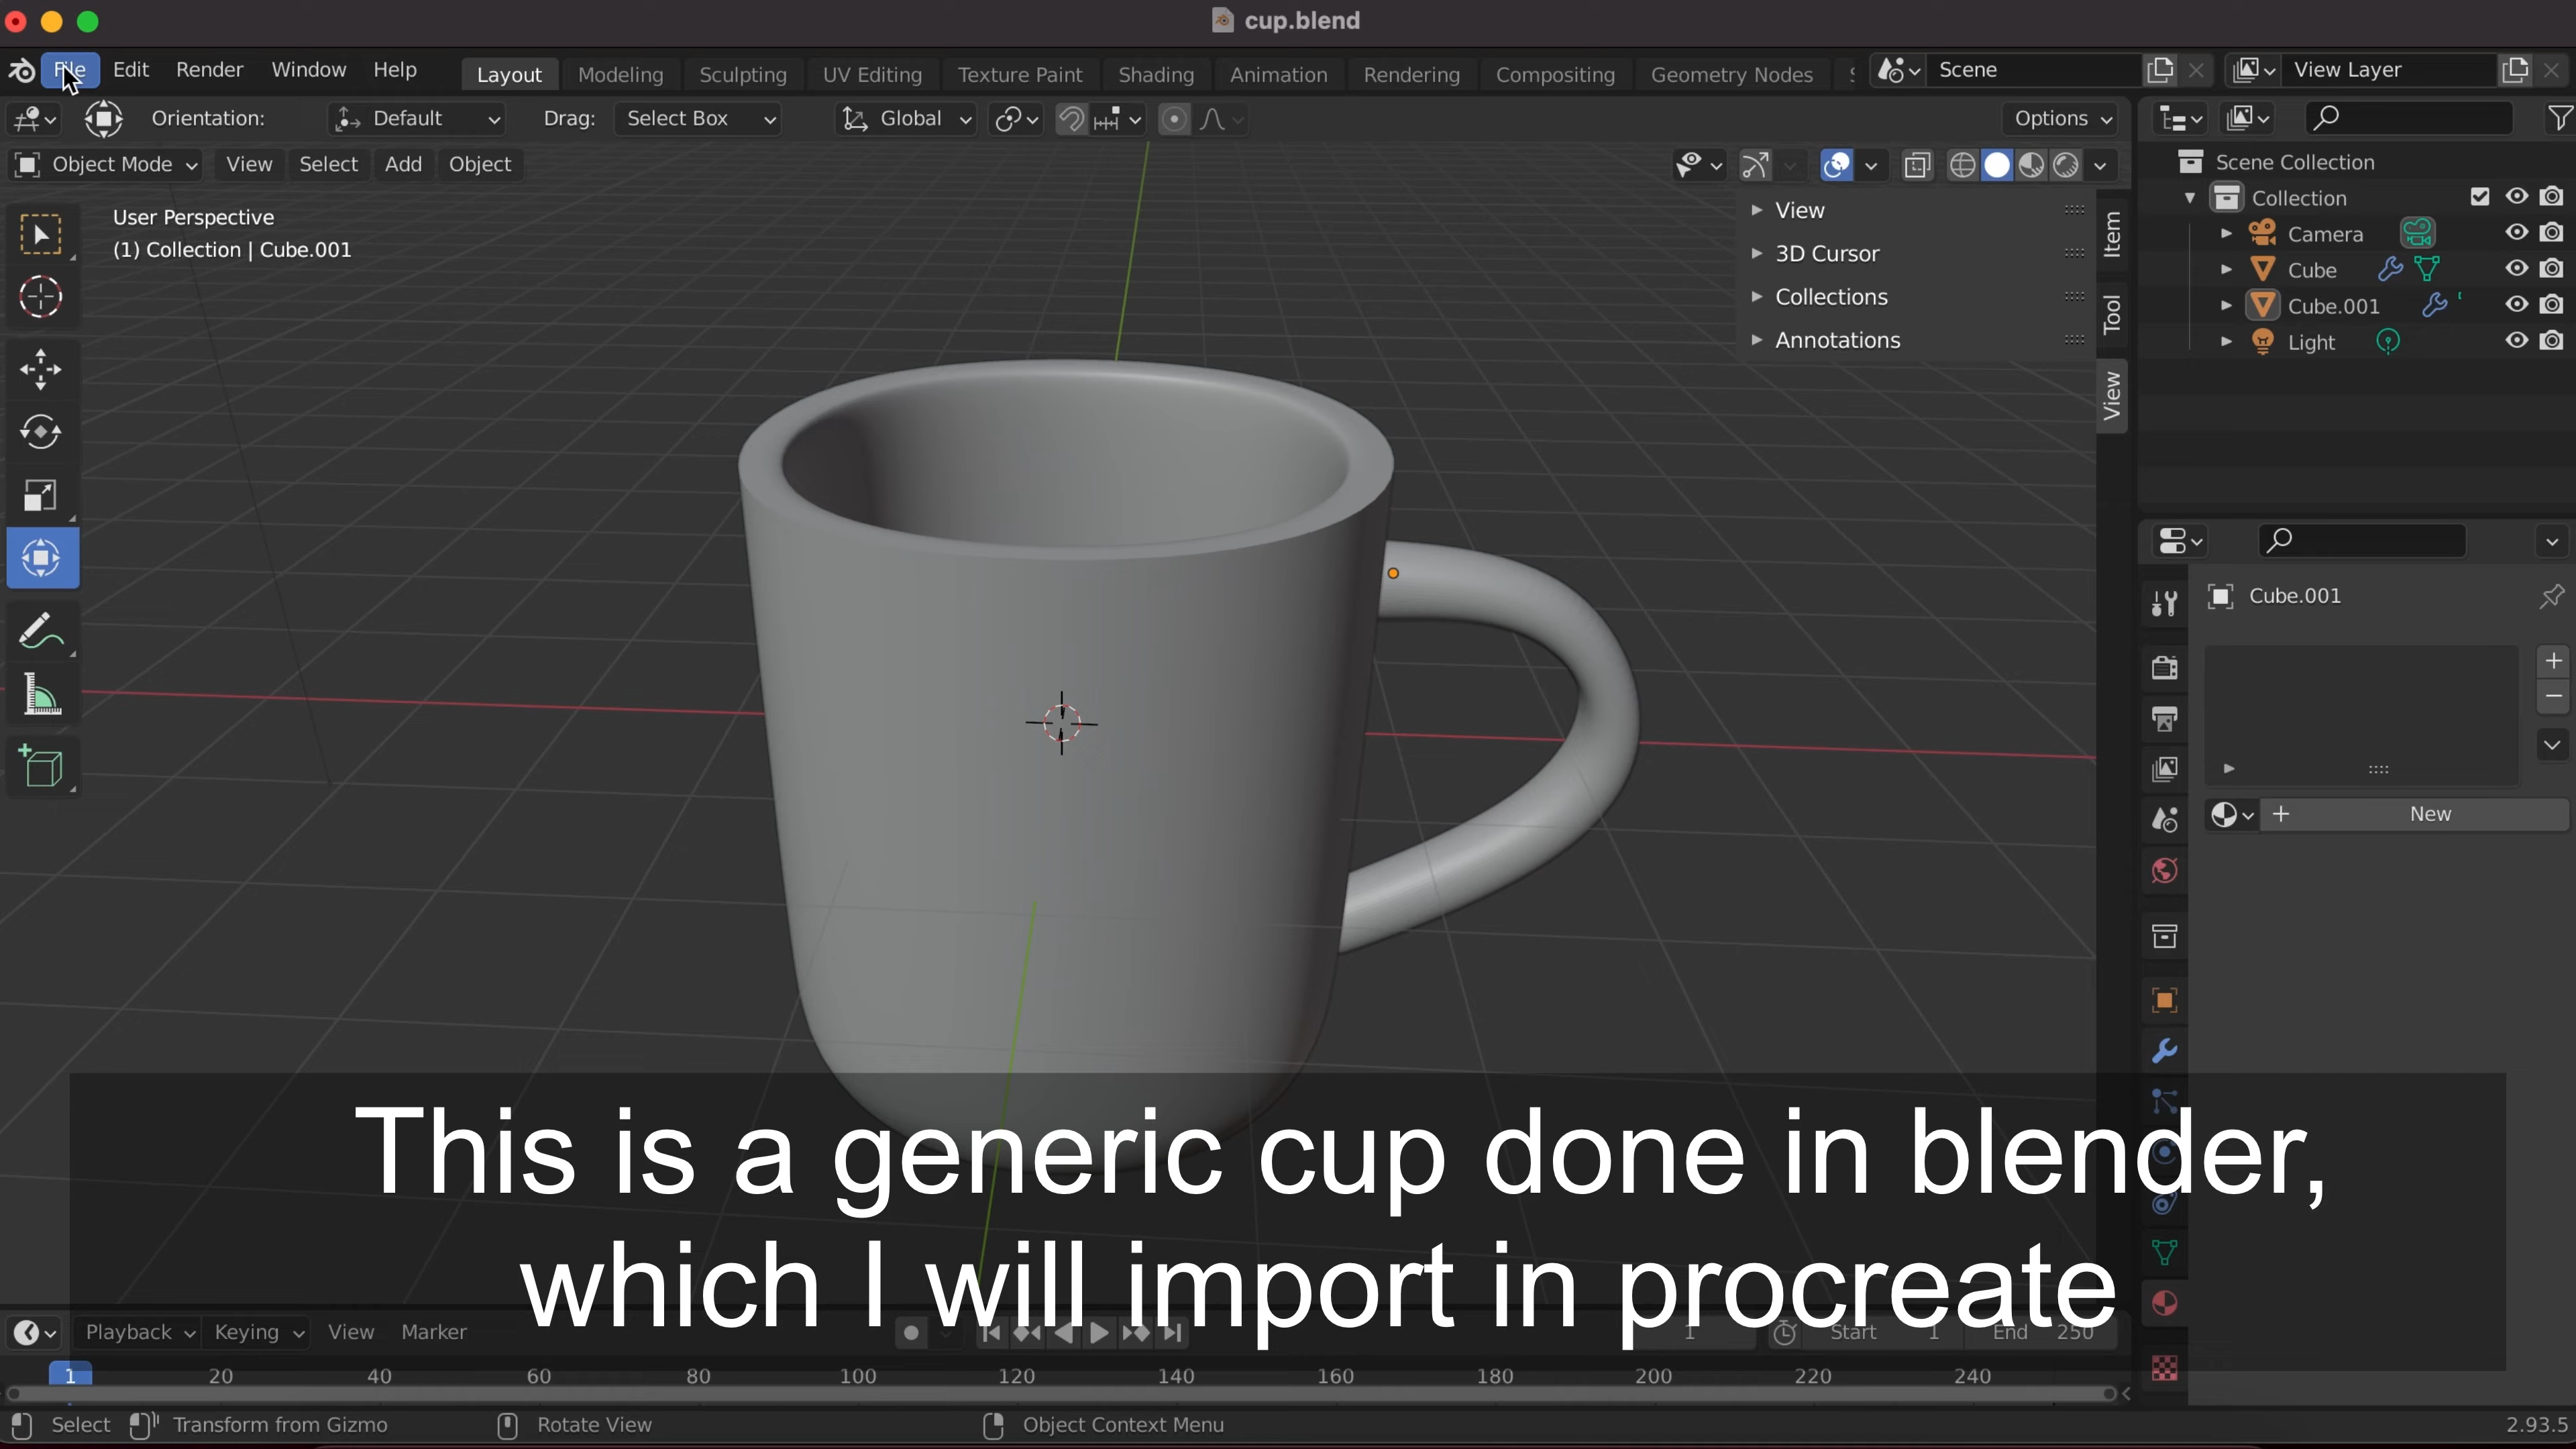 cup.blend
File Edit Render Window Help Layout Modeling Sculpting UV Editing Texture Paint Shading Animation Rendering Compositing Geometry Nodes Scene View Layer
Orientation: Default Drag: Select Box Global Options
Object Mode View Select Add Object
Scene Collection
Collection
Camera
Cube
Cube.001
Light
User Perspective
(1) Collection | Cube.001
View
3D Cursor
Collections
Annotations
Item
Tool
View
Cube.001
New
This is a generic cup done in blender,
which I will import in procreate
Playback Keying View Marker 1 Start 1 End 250
1 20 40 60 80 100 120 140 160 180 200 220 240
Select Transform from Gizmo Rotate View Object Context Menu 2.93.5